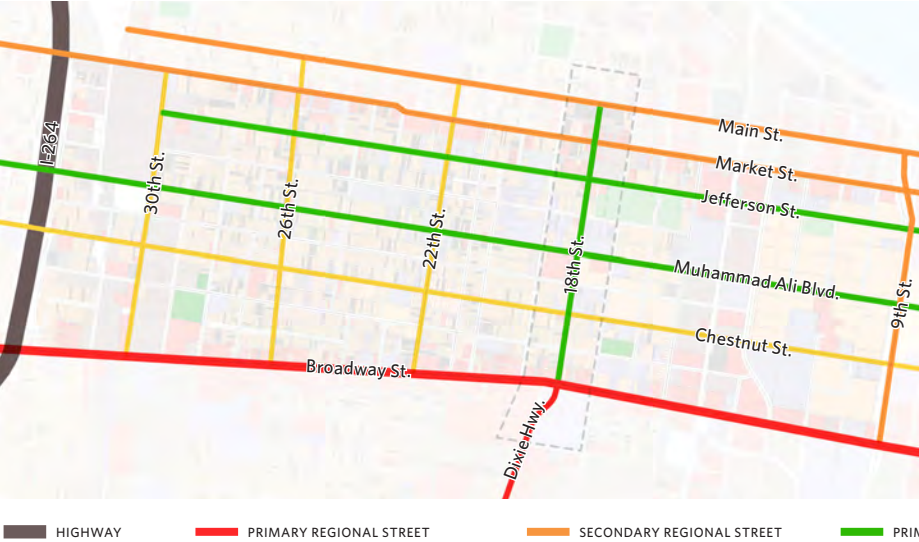 I-264
Main St.
Market St.
30th St.
26th St.
Jefferson St.
22th St.
18th St.
Muhammad Ali Blvd.
9th St.
Chestnut St.
Broadway St.
Dixie Hwy.
HIGHWAY
PRIMARY REGIONAL STREET
SECONDARY REGIONAL STREET